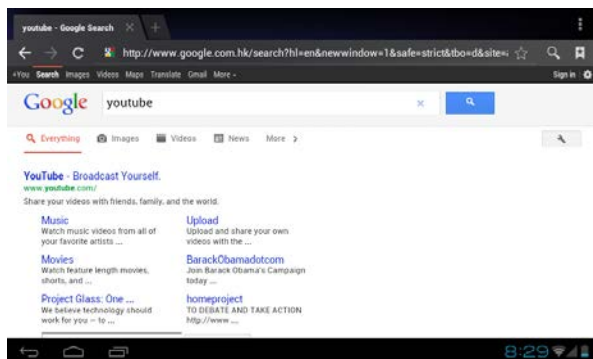 youtube - Google Search
http://www.google.com.hk/search?hl=en&newwindow=1&safe=strict&tbo=d&site=
+You Search Images Videos Maps Translate Gmail More
Sign in
Google youtube
Everything Images Videos News More
YouTube - Broadcast Yourself.
www.youtube.com/
Share your videos with friends, family, and the world.
Music
Watch music videos from all of
your favorite artists ...
Upload
Upload and share your own
videos with the ...
Movies
Watch feature length movies,
shorts, and ...
BarackObamadotcom
Join Barack Obama's Campaign
today ...
Project Glass: One ...
We believe technology should
work for you — to ...
homeproject
TO DEBATE AND TAKE ACTION
http://www ...
8:29